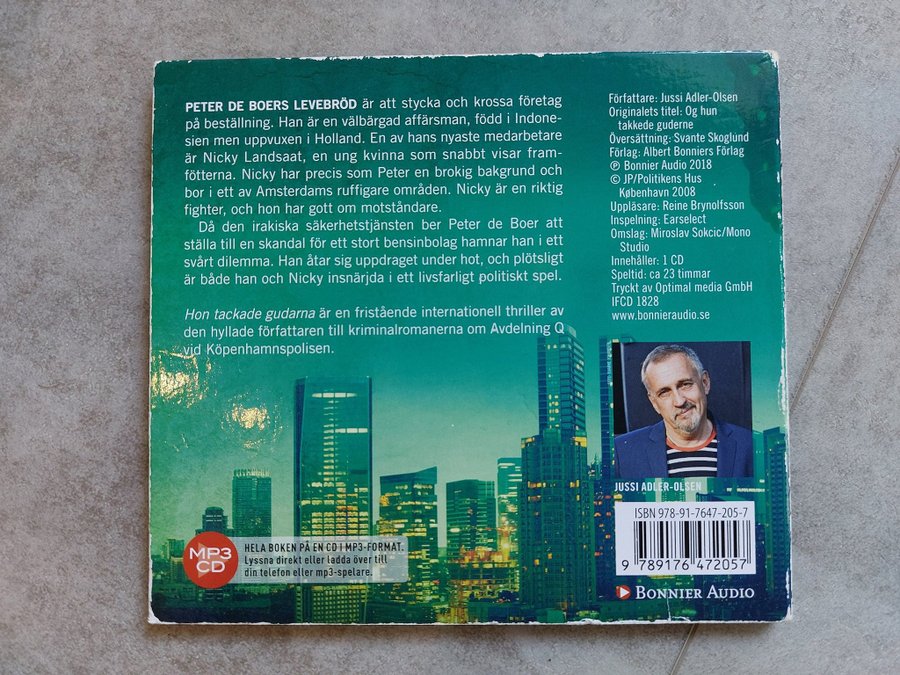 PETER DE BOERS LEVEBRÖD är att stycka och krossa företag
på beställning. Han är en välbärgad affärsman, född i Indone-
sien men uppvuxen i Holland. En av hans nyaste medarbetare
är Nicky Landsaat, en ung kvinna som snabbt visar fram-
fötterna. Nicky har precis som Peter en brokig bakgrund och
bor i ett av Amsterdams ruffigare områden. Nicky är en riktig
fighter, och hon har gott om motståndare.
Då den irakiska säkerhetstjänsten ber Peter de Boer att
ställa till en skandal för ett stort bensinbolag hamnar han i ett
svårt dilemma. Han åtar sig uppdraget under hot, och plötsligt
är både han och Nicky insnärjda i ett livsfarligt politiskt spel.
Hon tackade gudarna är en fristående internationell thriller av
den hyllade författaren till kriminalromanerna om Avdelning Q
vid Köpenhamnspolisen.
Författare: Jussi Adler-Olsen
Originalets titel: Og hun
takkede guderne
Översättning: Svante Skoglund
Förlag: Albert Bonniers Förlag
℗ Bonnier Audio 2018
© JP/Politikens Hus
København 2008
Uppläsare: Reine Brynolfsson
Inspelning: Earselect
Omslag: Miroslav Sokcic/Mono
Studio
Innehåller: 1 CD
Speltid: ca 23 timmar
Tryckt av Optimal media GmbH
IFCD 1828
www.bonnieraudio.se
JUSSI ADLER-OLSEN
ISBN 978-91-7647-205-7
9 789176 472057
BONNIER AUDIO
MP3
CD
HELA BOKEN PÅ EN CD I MP3-FORMAT.
Lyssna direkt eller ladda över till
din telefon eller mp3-spelare.